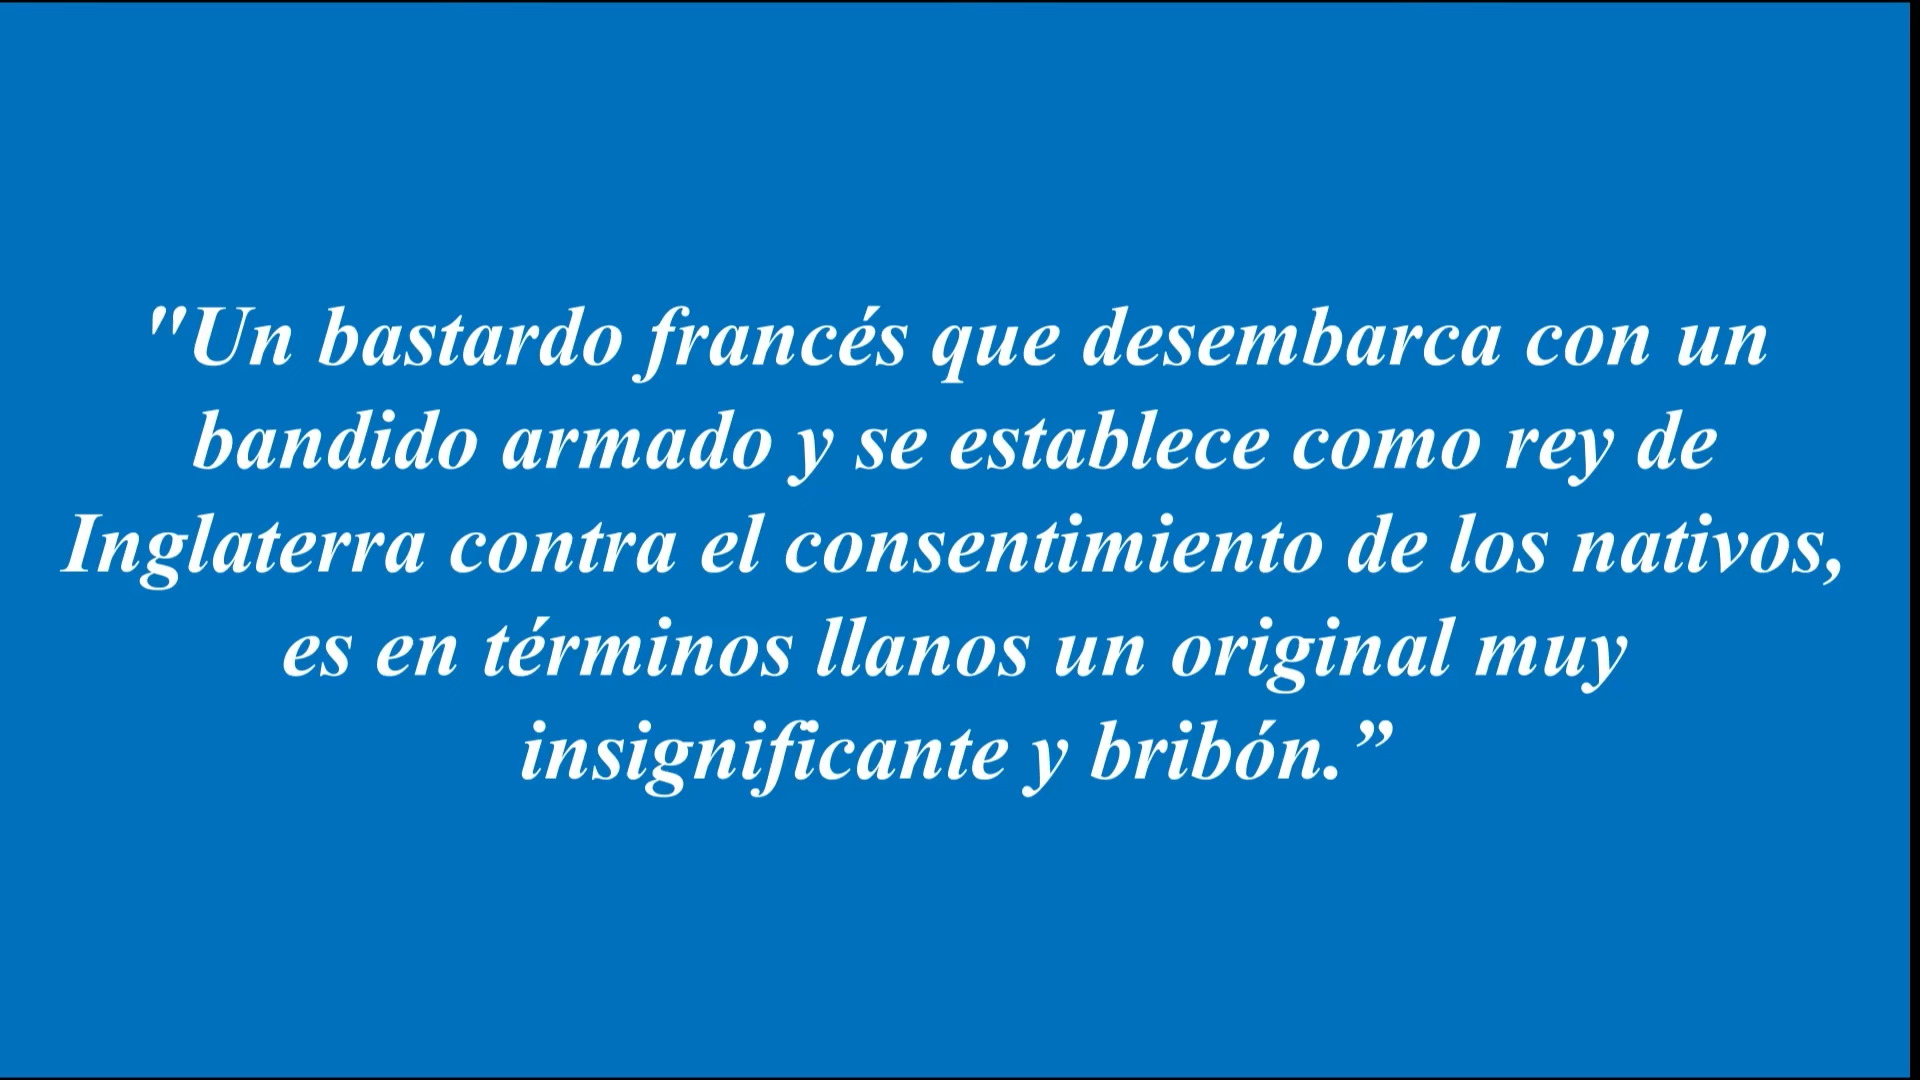 "Un bastardo francés que desembarca con un
bandido armado y se establece como rey de
Inglaterra contra el consentimiento de los nativos,
es en términos llanos un original muy
insignificante y bribón.”